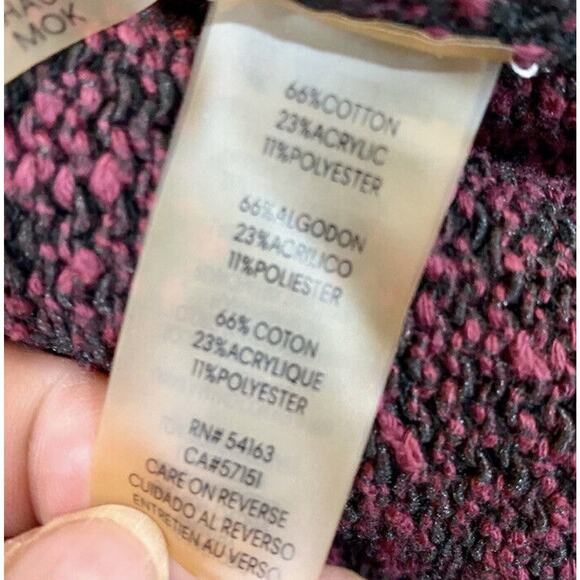 MOK
66%COTTON
23%ACRYLIC
11%POLYESTER
66%ALGODON
23%ACRILICO
11%POLIESTER
66% COTON
23%ACRYLIQUE
11%POLYESTER
RN# 54163
CA#57151
CARE ON REVERSE
CUIDADO AL REVERSO
ENTRETIEN AU VERSO